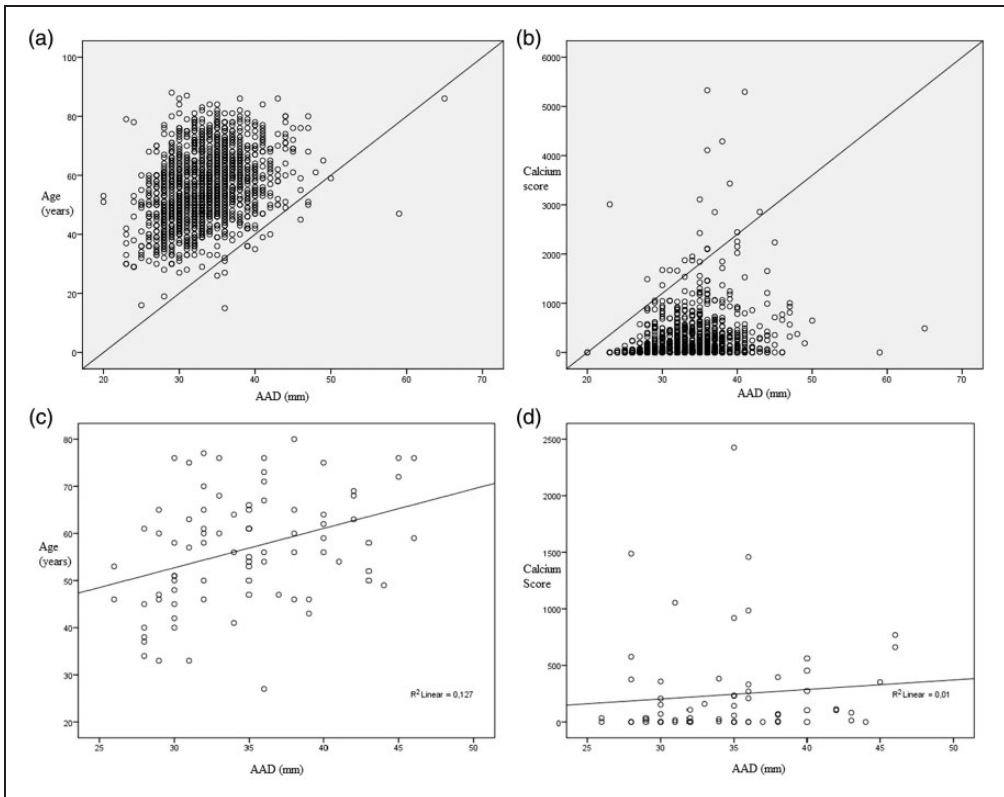 (a)
100
80
60
40
20
0
Age
(years)
20 30 40 50 60 70
AAD (mm)
(b)
6000
5000
4000
3000
2000
1000
0
Calcium
score
20 30 40 50 60 70
AAD (mm)
(c)
80
70
60
50
40
30
20
Age
(years)
R² Linear = 0,127
25 30 35 40 45 50
AAD (mm)
(d)
2500
2000
1500
1000
500
0
Calcium
Score
R² Linear = 0,01
25 30 35 40 45 50
AAD (mm)